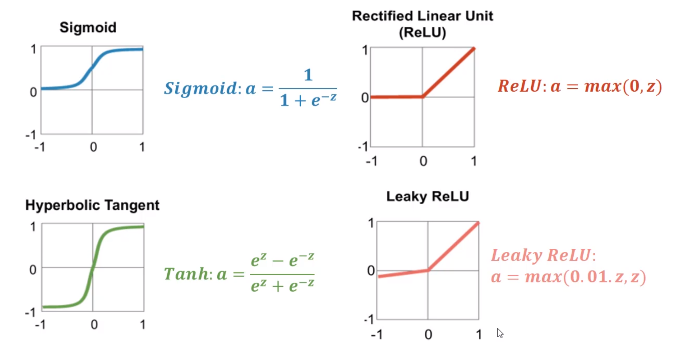 Sigmoid
1
0
-1
-1 0 1
Sigmoid: a = 1 / (1 + e^-z)
Rectified Linear Unit
(ReLU)
1
0
-1
-1 0 1
ReLU: a = max(0, z)
Hyperbolic Tangent
1
0
-1
-1 0 1
Tanh: a = (e^z − e^-z) / (e^z + e^-z)
Leaky ReLU
1
0
-1
-1 0 1
Leaky ReLU:
a = max(0.01.z, z)